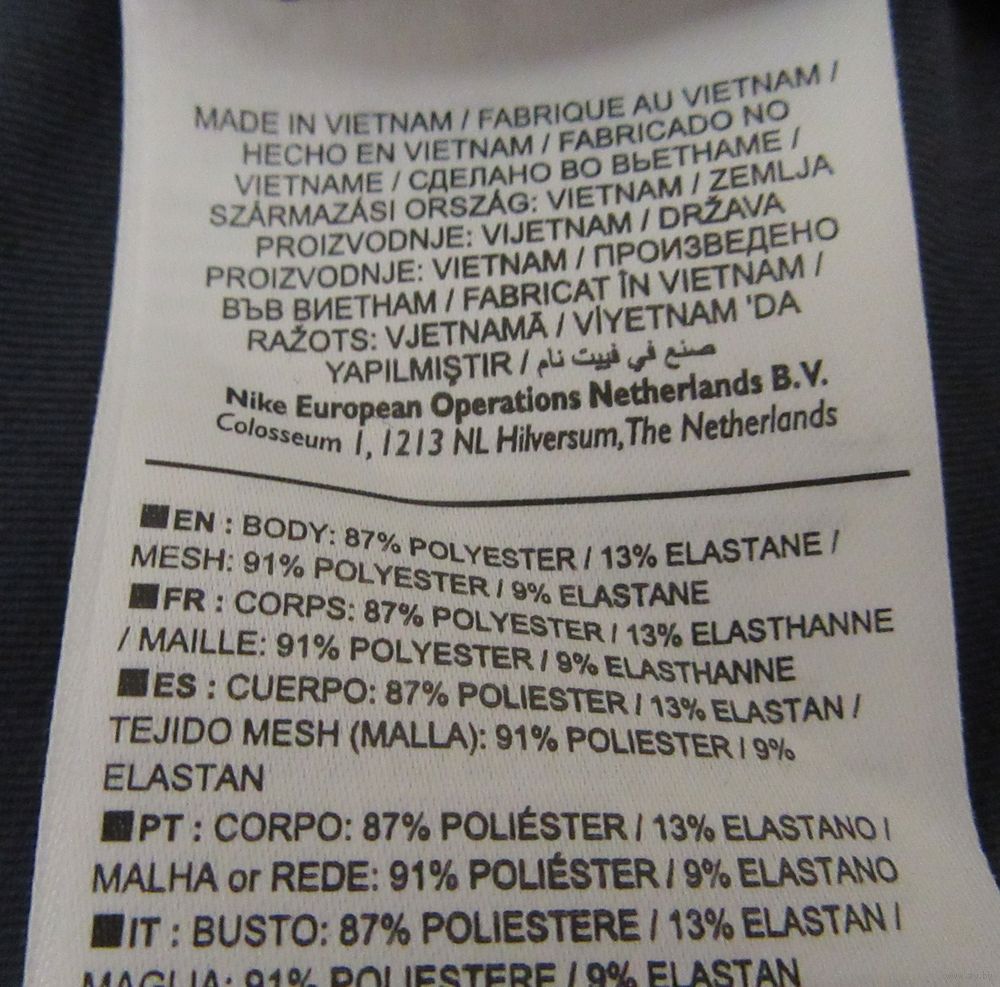 MADE IN VIETNAM / FABRIQUE AU VIETNAM /
HECHO EN VIETNAM / FABRICADO NO
VIETNAME / СДЕЛАНО ВО ВЬЕТНАМЕ /
SZÁRMAZÁSI ORSZÁG: VIETNAM / ZEMLJA
PROIZVODNJE: VIJETNAM / DRŽAVA
PROIZVODNJE: VIETNAM / ПРОИЗВЕДЕНО
ВЪВ ВИЕТНАМ / FABRICAT ÎN VIETNAM /
RAŽOTS: VJETNAMĀ / VİYETNAM 'DA
YAPILMIŞTIR / صنع في فييت نام
Nike European Operations Netherlands B.V.
Colosseum 1, 1213 NL Hilversum, The Netherlands
EN : BODY: 87% POLYESTER / 13% ELASTANE /
MESH: 91% POLYESTER / 9% ELASTANE
FR : CORPS: 87% POLYESTER / 13% ELASTHANNE
/ MAILLE: 91% POLYESTER / 9% ELASTHANNE
ES : CUERPO: 87% POLIESTER / 13% ELASTAN /
TEJIDO MESH (MALLA): 91% POLIESTER / 9%
ELASTAN
PT : CORPO: 87% POLIÉSTER / 13% ELASTANO /
MALHA or REDE: 91% POLIÉSTER / 9% ELASTANO
IT : BUSTO: 87% POLIESTERE / 13% ELASTAN /
MAGLIA: 91% POLIESTERE / 9% ELASTAN